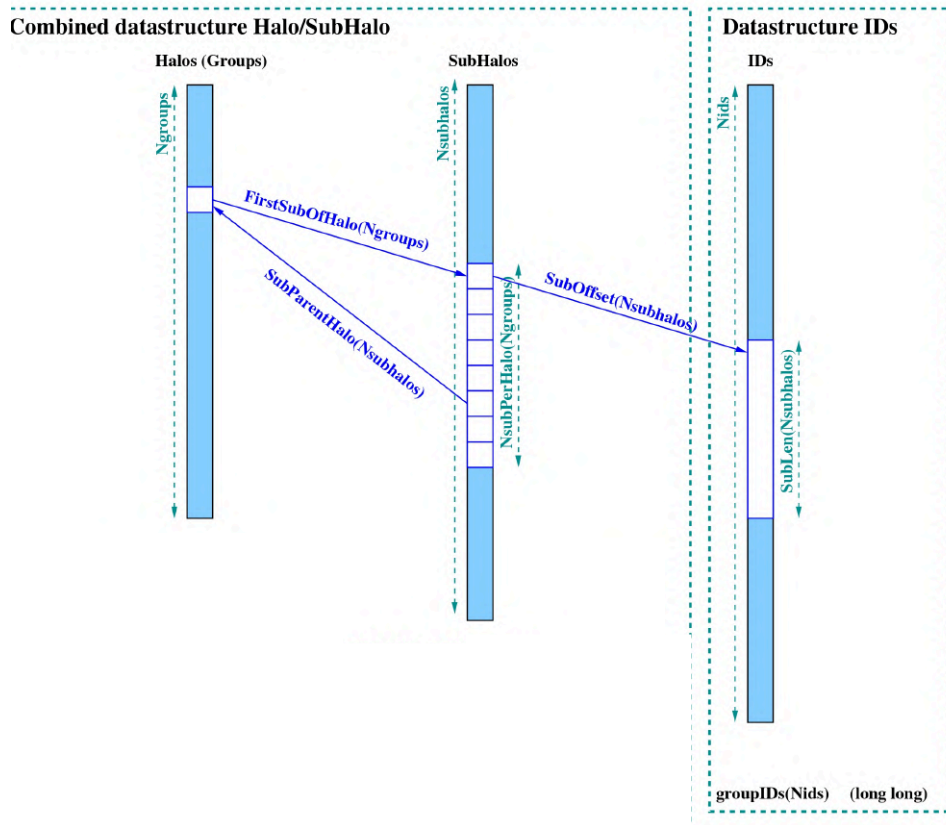 Combined datastructure Halo/SubHalo
Datastructure IDs
Halos (Groups)
SubHalos
IDs
Ngroups
Nsubhalos
Nids
FirstSubOfHalo(Ngroups)
SubParentHalo(Nsubhalos)
NsubPerHalo(Ngroups)
SubOffset(Nsubhalos)
SubLen(Nsubhalos)
groupIDs(Nids) (long long)